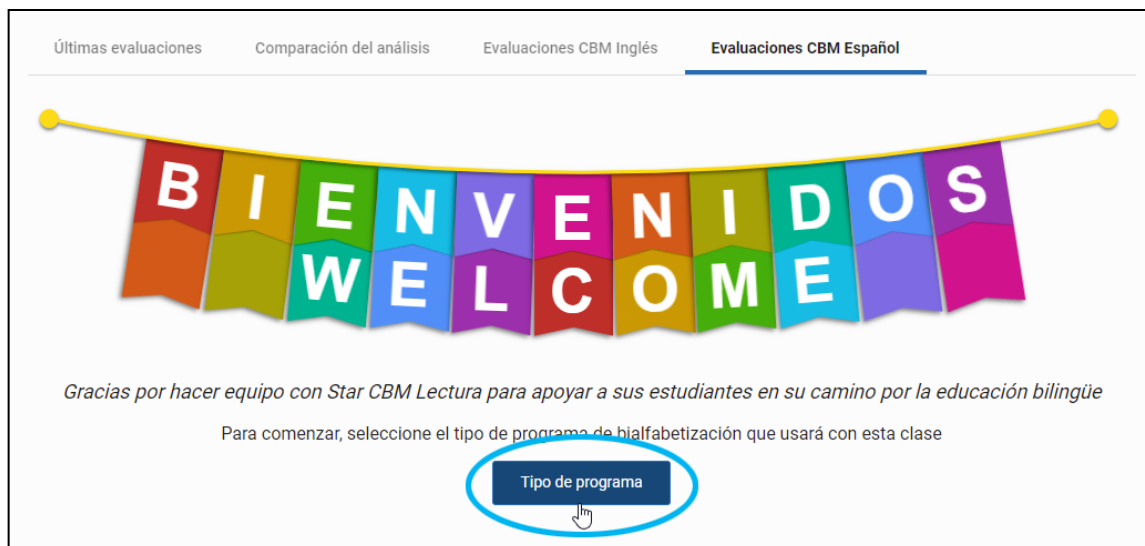 Últimas evaluaciones Comparación del análisis Evaluaciones CBM Inglés Evaluaciones CBM Español
BIENVENIDOS
WELCOME
Gracias por hacer equipo con Star CBM Lectura para apoyar a sus estudiantes en su camino por la educación bilingüe
Para comenzar, seleccione el tipo de programa de bialfabetización que usará con esta clase
Tipo de programa